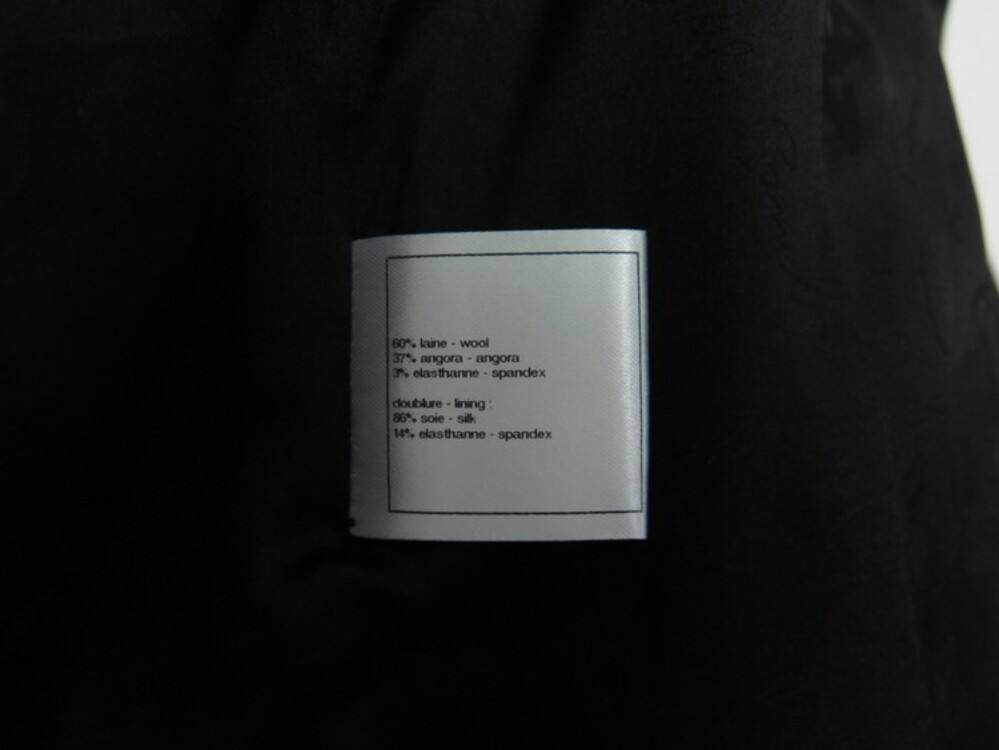 60% laine - wool
37% angora - angora
3% elasthanne - spandex
doublure - lining :
86% soie - silk
14% elasthanne - spandex